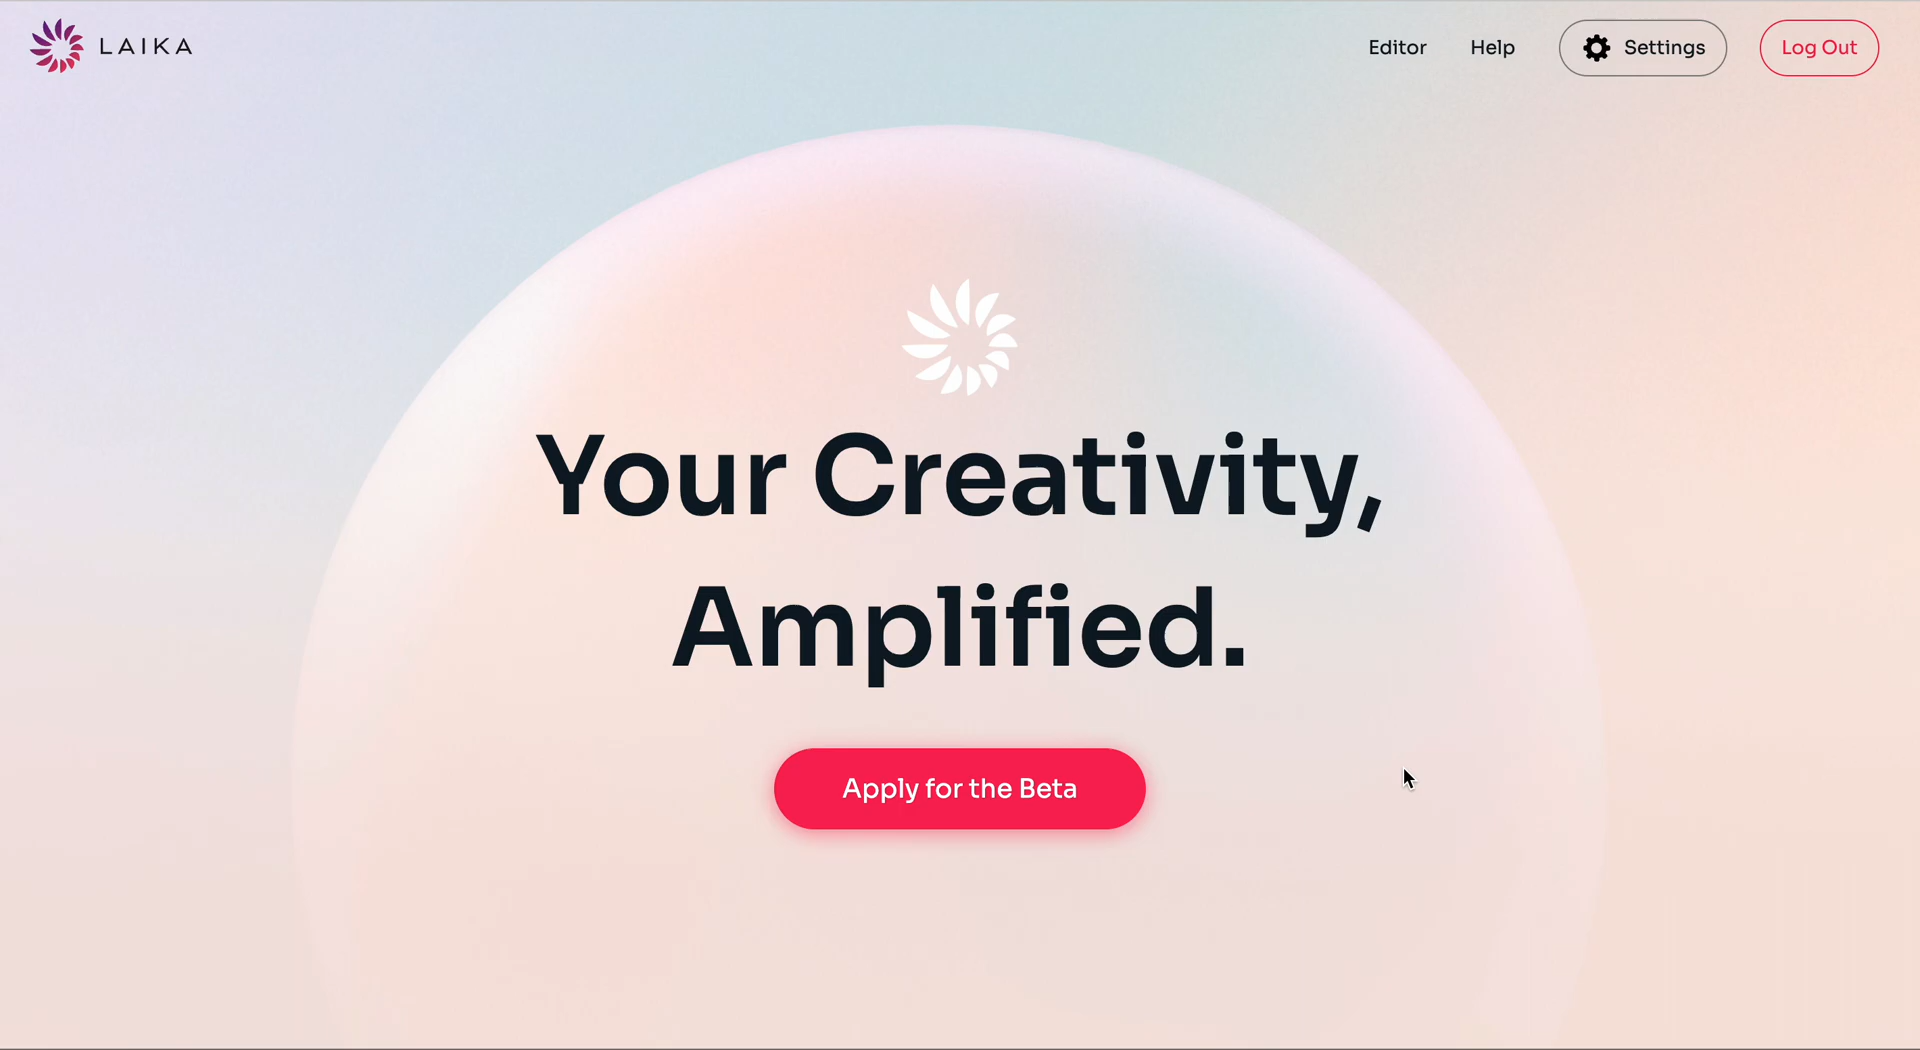 LAIKA
Editor
Help
Settings
Log Out
Your Creativity,
Amplified.
Apply for the Beta